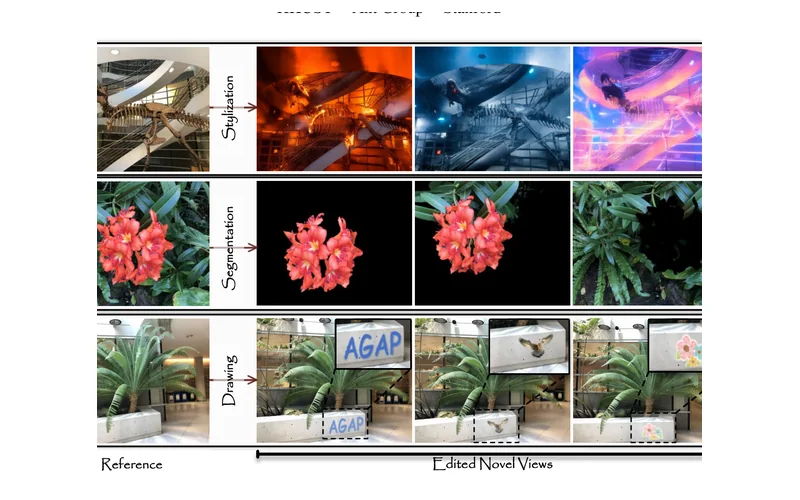 Stylization
Segmentation
AGAP
Drawing
AGAP
Reference
Edited Novel Views